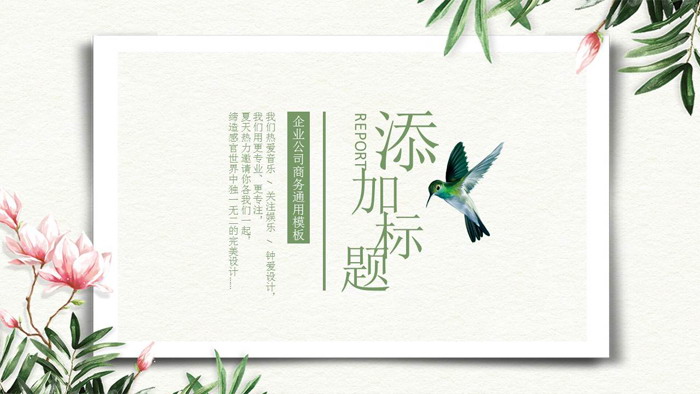 添加标题
REPORT
企业公司商务通用模板
我们热爱音乐 / 关注娱乐 / 钟爱设计，
我们用更专业、更专注，
夏天热力邀请你各我们一起，
缔造感官世界中独一无二的完美设计……